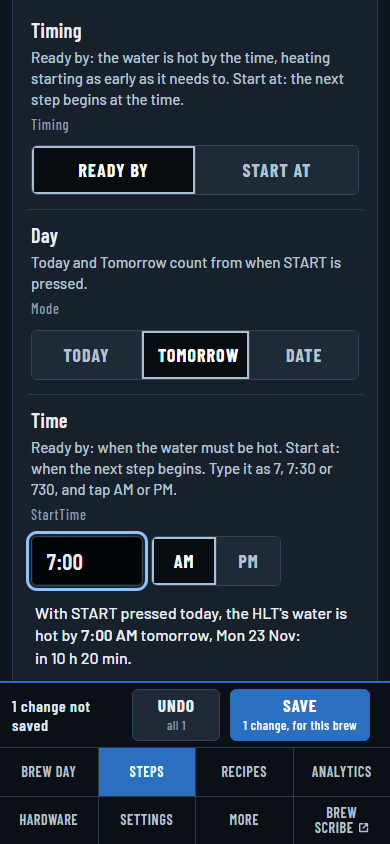 Timing
Ready by: the water is hot by the time, heating
starting as early as it needs to. Start at: the next
step begins at the time.
Timing
READY BY
START AT
Day
Today and Tomorrow count from when START is
pressed.
Mode
TODAY
TOMORROW
DATE
Time
Ready by: when the water must be hot. Start at:
when the next step begins. Type it as 7, 7:30 or
730, and tap AM or PM.
StartTime
7:00
AM
PM
With START pressed today, the HLT's water is
hot by 7:00 AM tomorrow, Mon 23 Nov:
in 10 h 20 min.
1 change not
saved
UNDO
all 1
SAVE
1 change, for this brew
BREW DAY
STEPS
RECIPES
ANALYTICS
HARDWARE
SETTINGS
MORE
BREW
SCRIBE